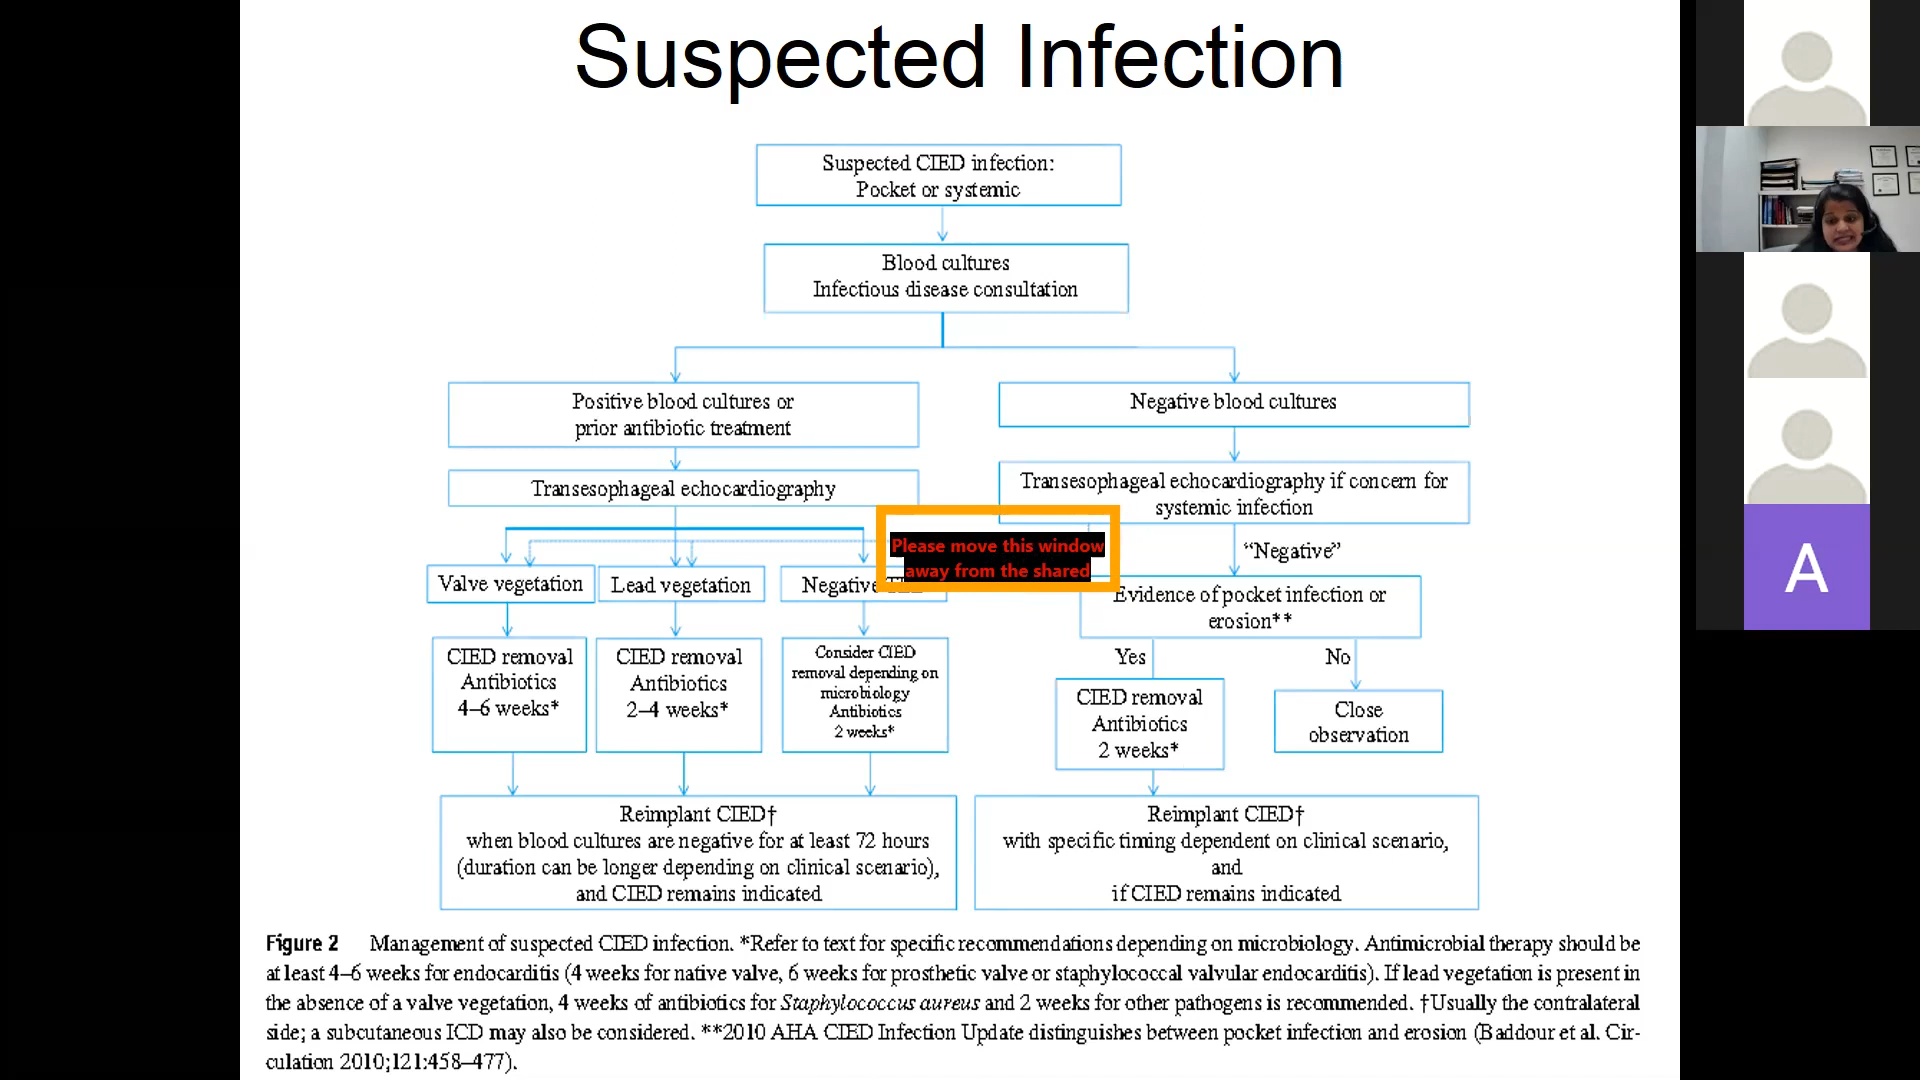 Suspected Infection
Suspected CIED infection:
Pocket or systemic
Blood cultures
Infectious disease consultation
Positive blood cultures or
prior antibiotic treatment
Negative blood cultures
Transesophageal echocardiography
Transesophageal echocardiography if concern for
systemic infection
Please move this window
away from the shared
“Negative”
Valve vegetation
Lead vegetation
Negative
Evidence of pocket infection or
erosion**
Yes
No
CIED removal
Antibiotics
4–6 weeks*
CIED removal
Antibiotics
2–4 weeks*
Consider CIED
removal depending on
microbiology
Antibiotics
2 weeks*
CIED removal
Antibiotics
2 weeks*
Close
observation
Reimplant CIED†
when blood cultures are negative for at least 72 hours
(duration can be longer depending on clinical scenario),
and CIED remains indicated
Reimplant CIED†
with specific timing dependent on clinical scenario,
and
if CIED remains indicated
Figure 2 Management of suspected CIED infection. *Refer to text for specific recommendations depending on microbiology. Antimicrobial therapy should be
at least 4–6 weeks for endocarditis (4 weeks for native valve, 6 weeks for prosthetic valve or staphylococcal valvular endocarditis). If lead vegetation is present in
the absence of a valve vegetation, 4 weeks of antibiotics for Staphylococcus aureus and 2 weeks for other pathogens is recommended. †Usually the contralateral
side; a subcutaneous ICD may also be considered. **2010 AHA CIED Infection Update distinguishes between pocket infection and erosion (Baddour et al. Cir-
culation 2010;121:458–477).
A